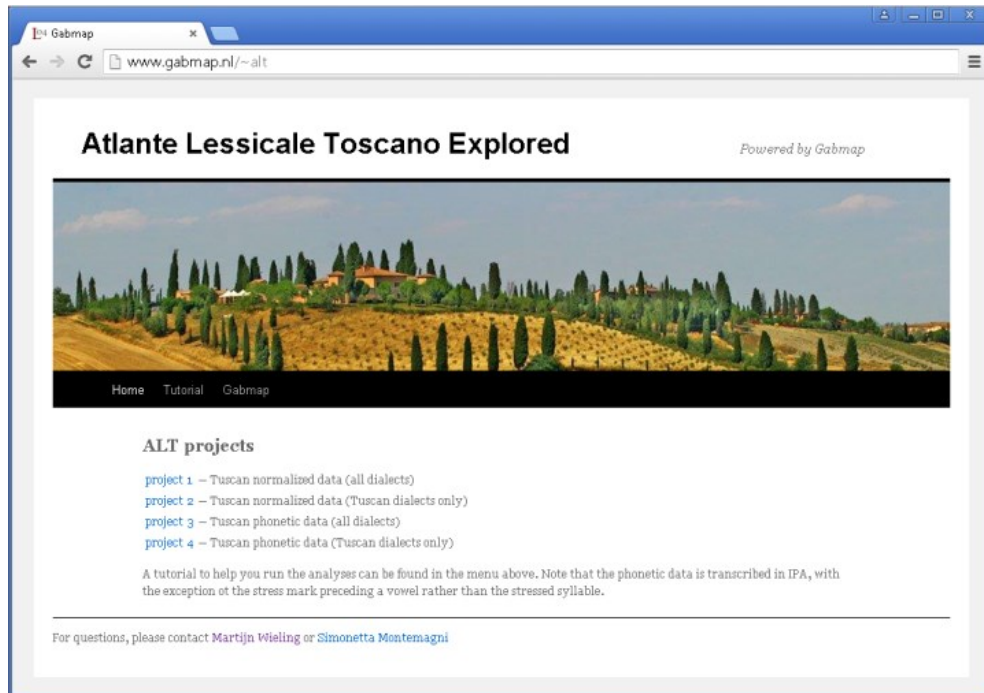 Gabmap
www.gabmap.nl/~alt
Atlante Lessicale Toscano Explored
Powered by Gabmap
Home Tutorial Gabmap
ALT projects
project 1 – Tuscan normalized data (all dialects)
project 2 – Tuscan normalized data (Tuscan dialects only)
project 3 – Tuscan phonetic data (all dialects)
project 4 – Tuscan phonetic data (Tuscan dialects only)
A tutorial to help you run the analyses can be found in the menu above. Note that the phonetic data is transcribed in IPA, with
the exception ot the stress mark preceding a vowel rather than the stressed syllable.
For questions, please contact Martijn Wieling or Simonetta Montemagni